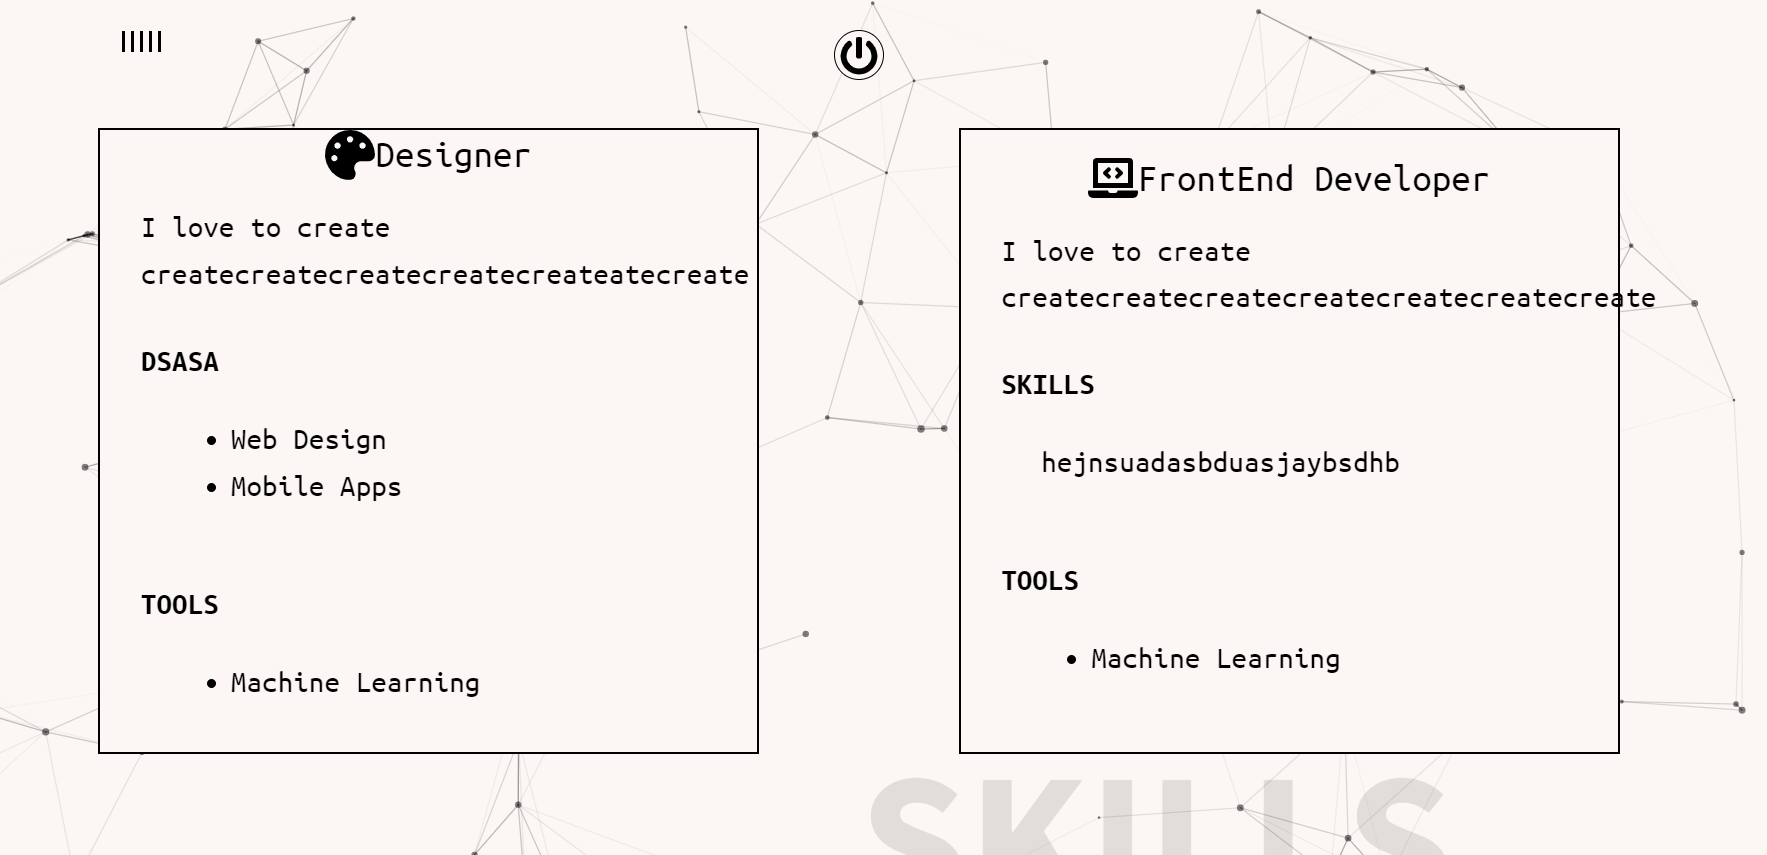 Designer
I love to create
createcreatecreatecreatecreateatecreate
DSASA
• Web Design
• Mobile Apps
TOOLS
• Machine Learning
FrontEnd Developer
I love to create
createcreatecreatecreatecreatecreatecreate
SKILLS
hejnsuadasbduasjaybsdhb
TOOLS
• Machine Learning
SKILLS